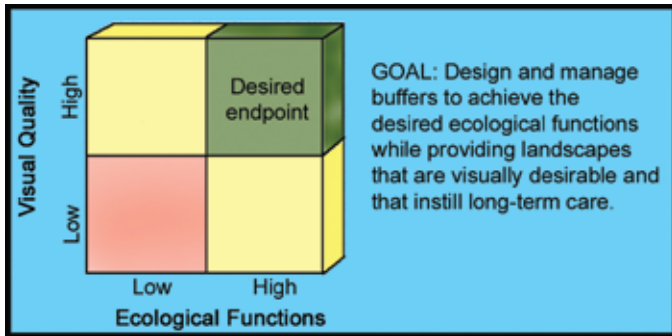 Visual Quality
High
Low
Desired
endpoint
Low
High
Ecological Functions
GOAL: Design and manage
buffers to achieve the
desired ecological functions
while providing landscapes
that are visually desirable and
that instill long-term care.